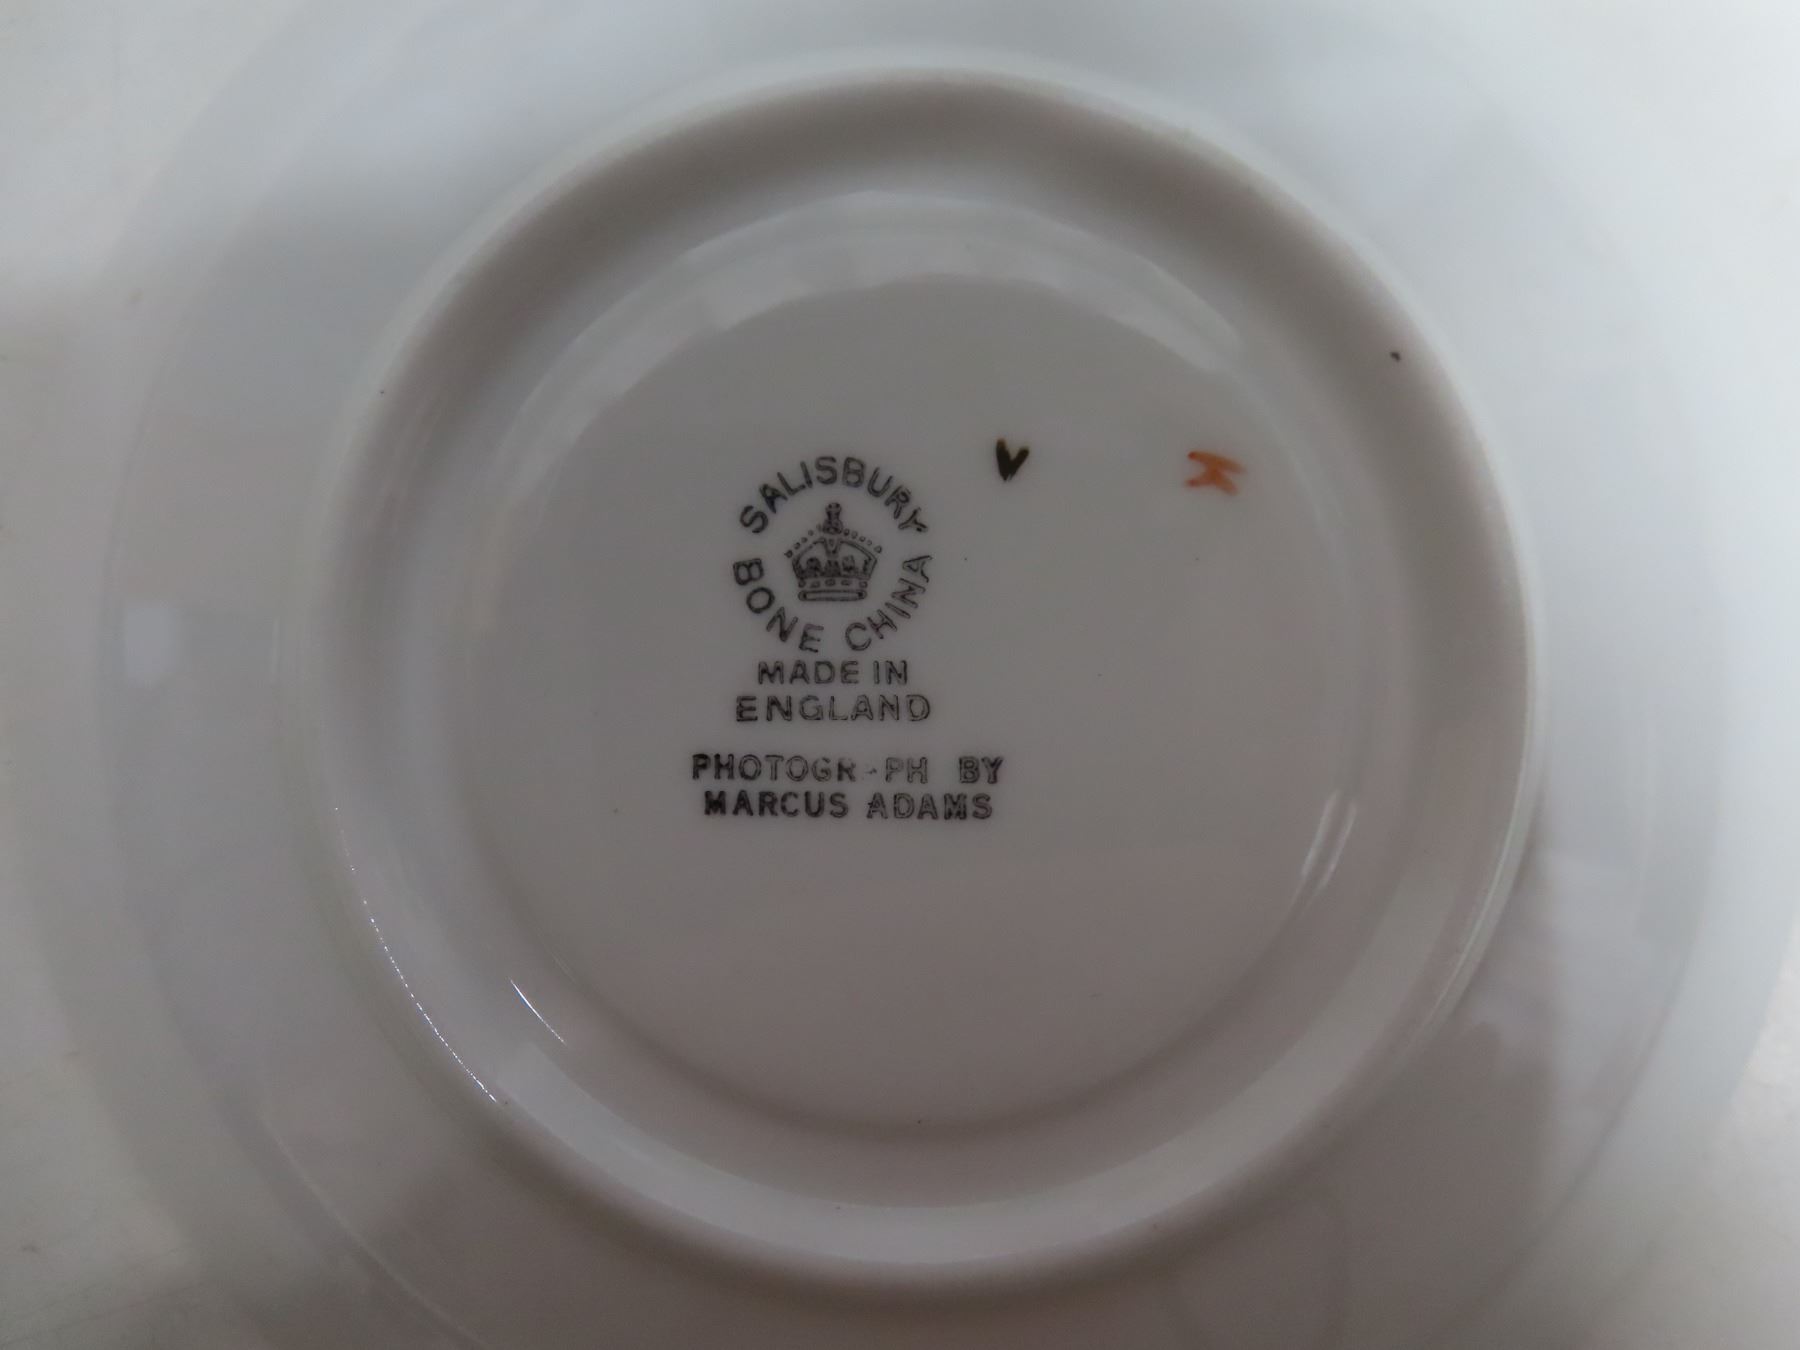 SALISBURY
BONE CHINA
MADE IN
ENGLAND
PHOTOGR-PH BY
MARCUS ADAMS
V
K